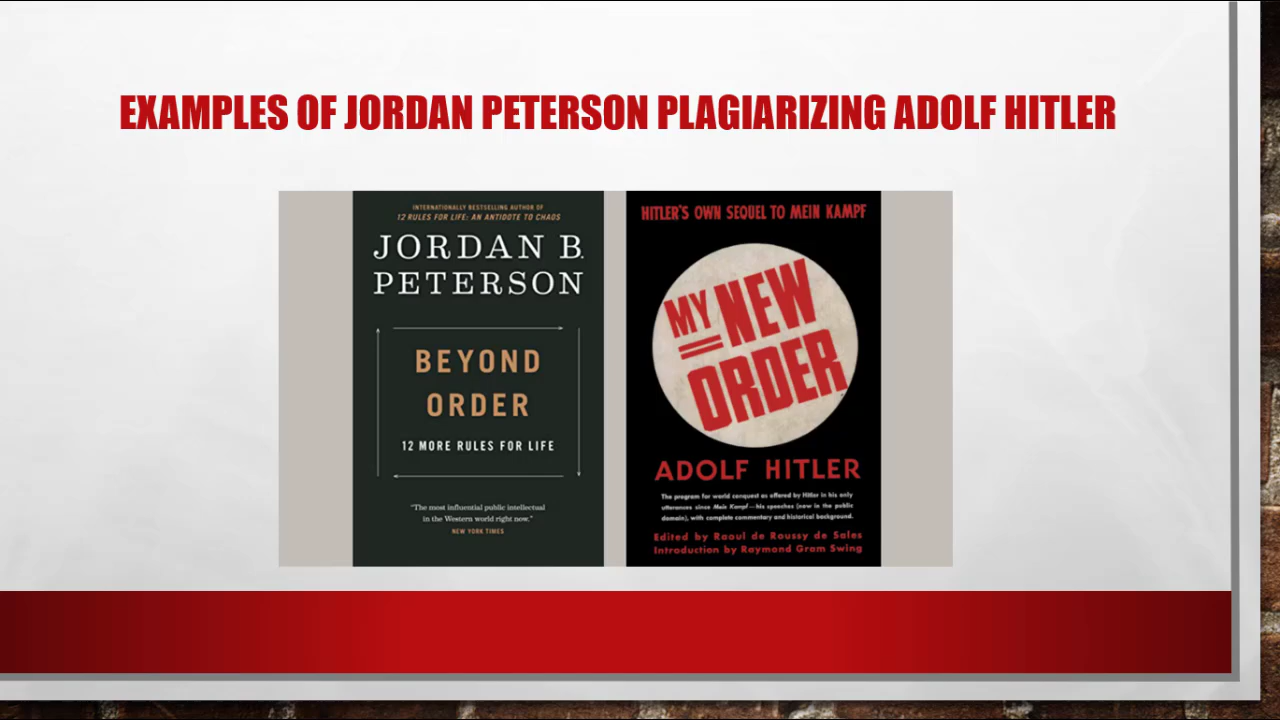 EXAMPLES OF JORDAN PETERSON PLAGIARIZING ADOLF HITLER
INTERNATIONALLY BESTSELLING AUTHOR OF
12 RULES FOR LIFE: AN ANTIDOTE TO CHAOS
JORDAN B.
PETERSON
BEYOND
ORDER
12 MORE RULES FOR LIFE
"The most influential public intellectual
in the Western world right now."
NEW YORK TIMES
HITLER'S OWN SEQUEL TO MEIN KAMPF
MY NEW
ORDER
ADOLF HITLER
The program for world conquest as offered by Hitler in his only
utterances since Mein Kampf—his speeches (now in the public
domain), with complete commentary and historical background.
Edited by Raoul de Roussy de Sales
Introduction by Raymond Gram Swing